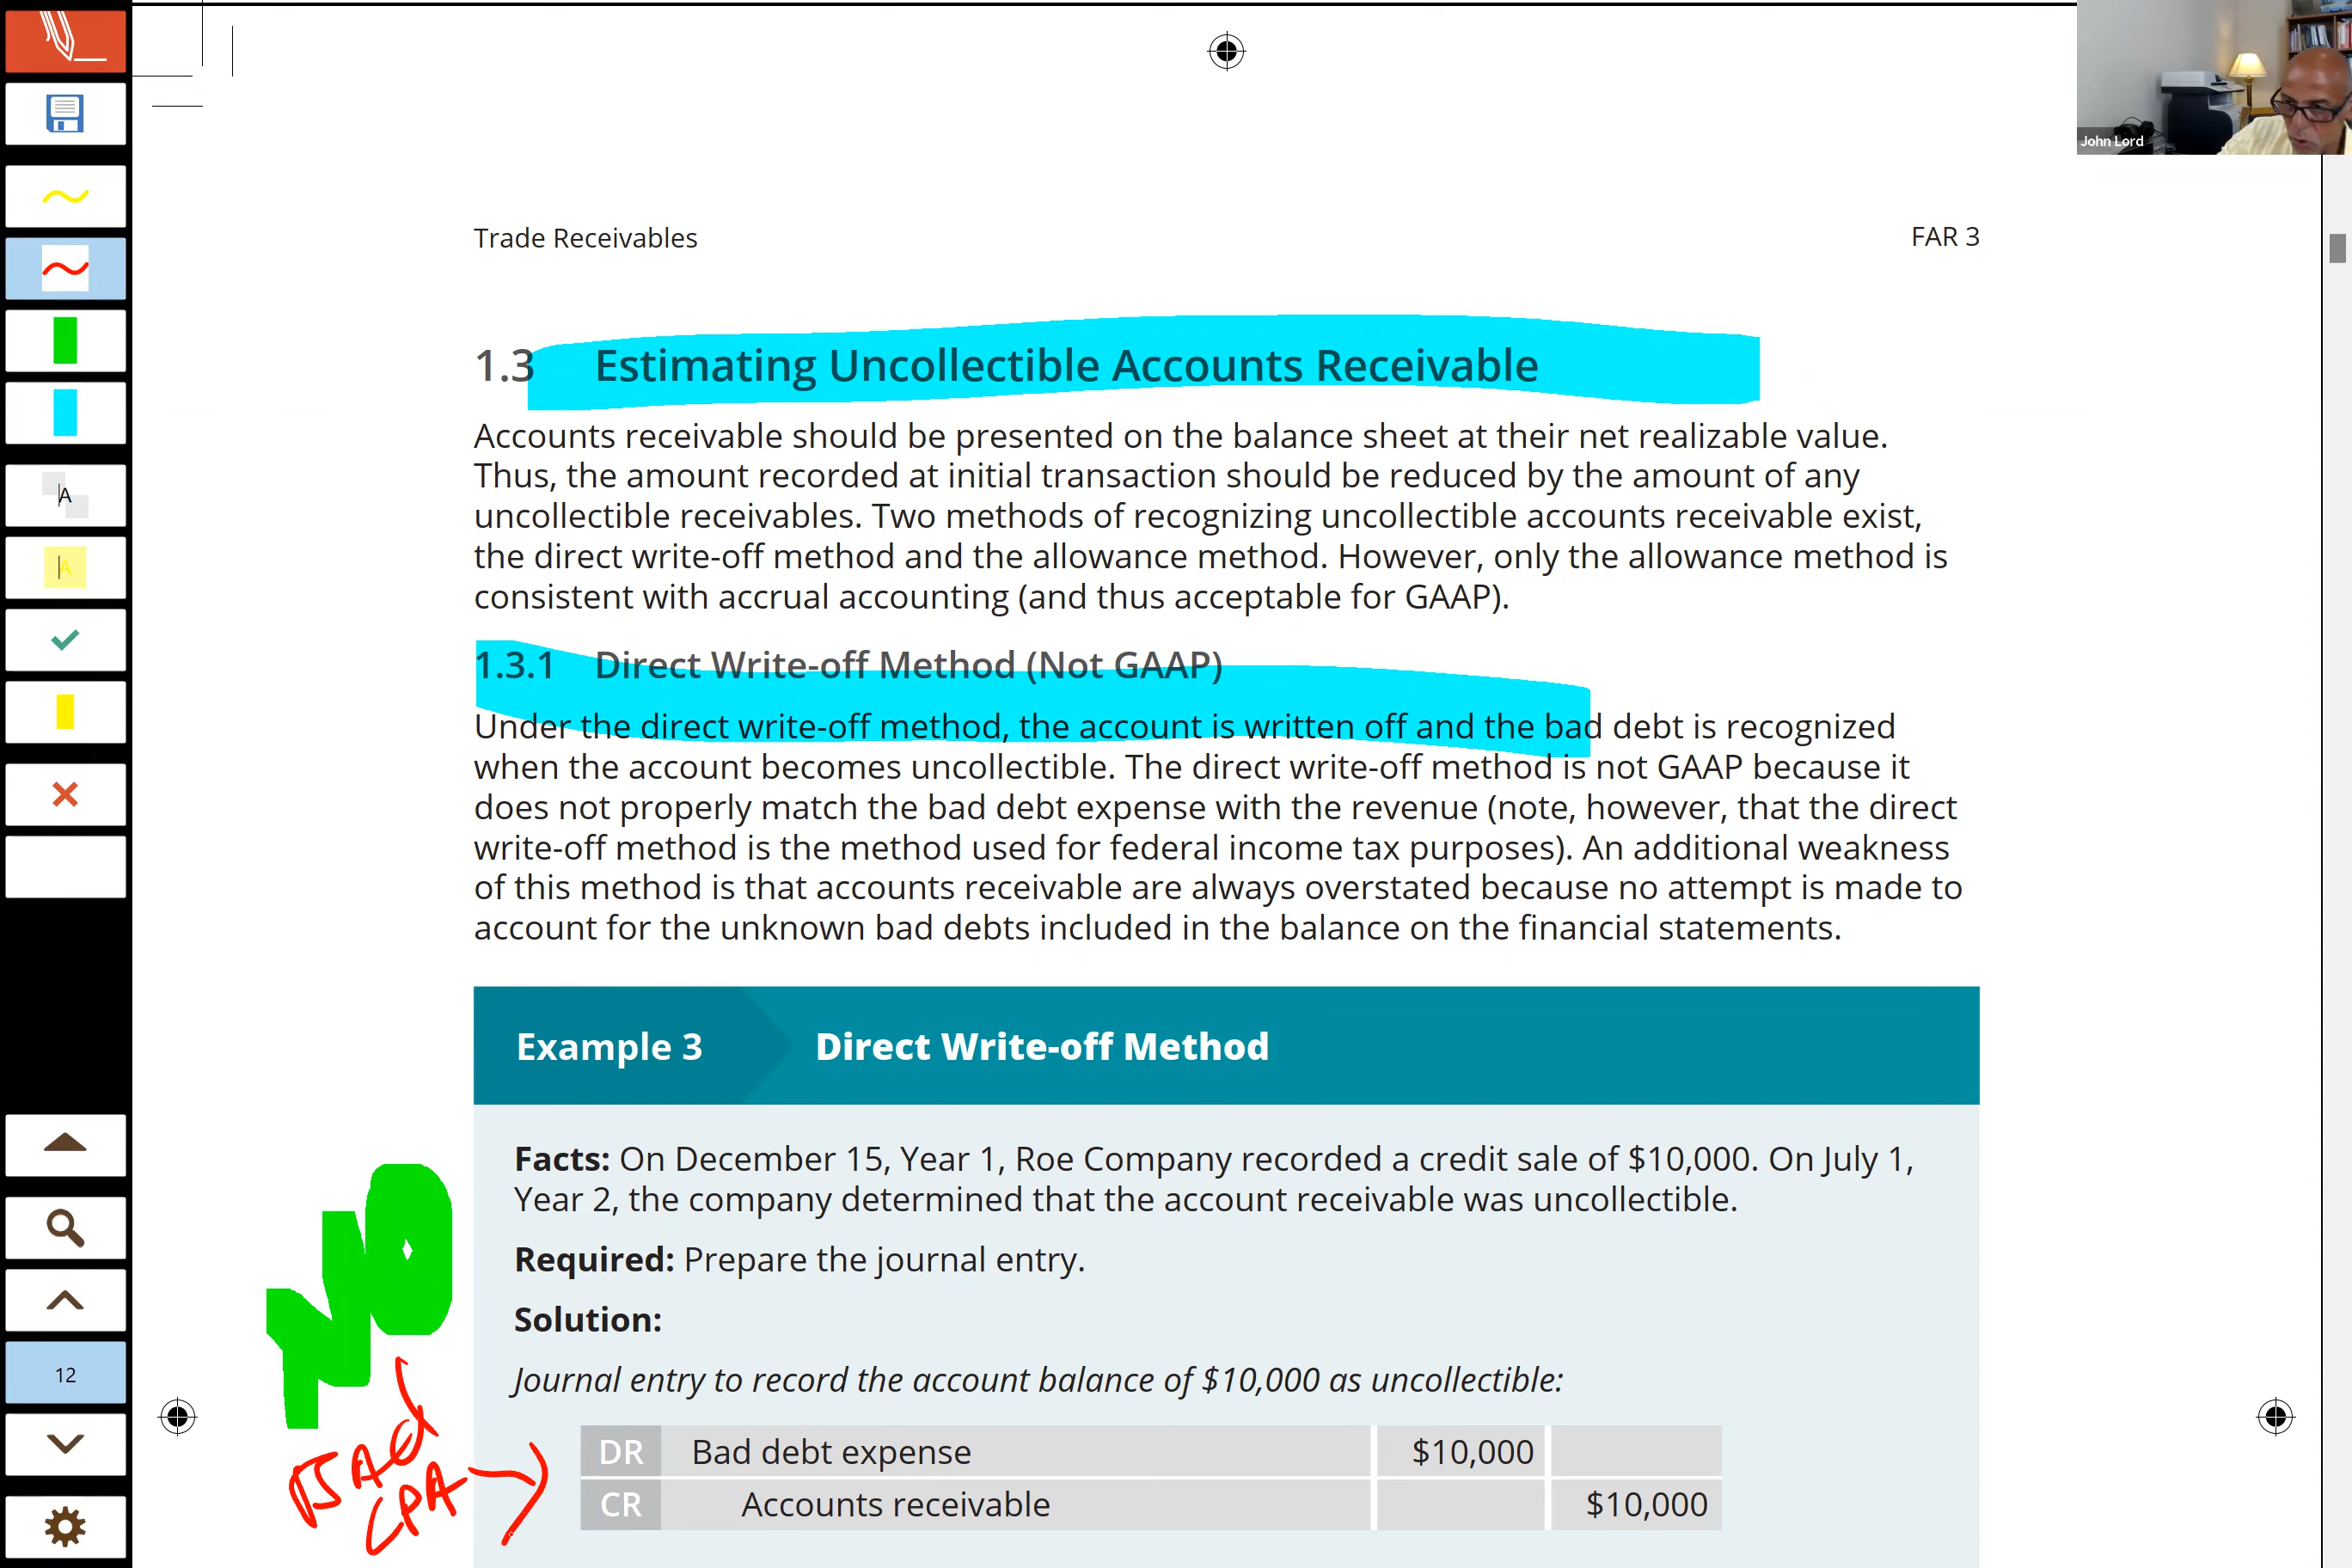 John Lord
Trade Receivables
FAR 3
1.3 Estimating Uncollectible Accounts Receivable
Accounts receivable should be presented on the balance sheet at their net realizable value.
Thus, the amount recorded at initial transaction should be reduced by the amount of any
uncollectible receivables. Two methods of recognizing uncollectible accounts receivable exist,
the direct write-off method and the allowance method. However, only the allowance method is
consistent with accrual accounting (and thus acceptable for GAAP).
1.3.1 Direct Write-off Method (Not GAAP)
Under the direct write-off method, the account is written off and the bad debt is recognized
when the account becomes uncollectible. The direct write-off method is not GAAP because it
does not properly match the bad debt expense with the revenue (note, however, that the direct
write-off method is the method used for federal income tax purposes). An additional weakness
of this method is that accounts receivable are always overstated because no attempt is made to
account for the unknown bad debts included in the balance on the financial statements.
Example 3 Direct Write-off Method
Facts: On December 15, Year 1, Roe Company recorded a credit sale of $10,000. On July 1,
Year 2, the company determined that the account receivable was uncollectible.
Required: Prepare the journal entry.
Solution:
Journal entry to record the account balance of $10,000 as uncollectible:
DR Bad debt expense $10,000
CR Accounts receivable $10,000
NO
BAd
CPA
A
A
12